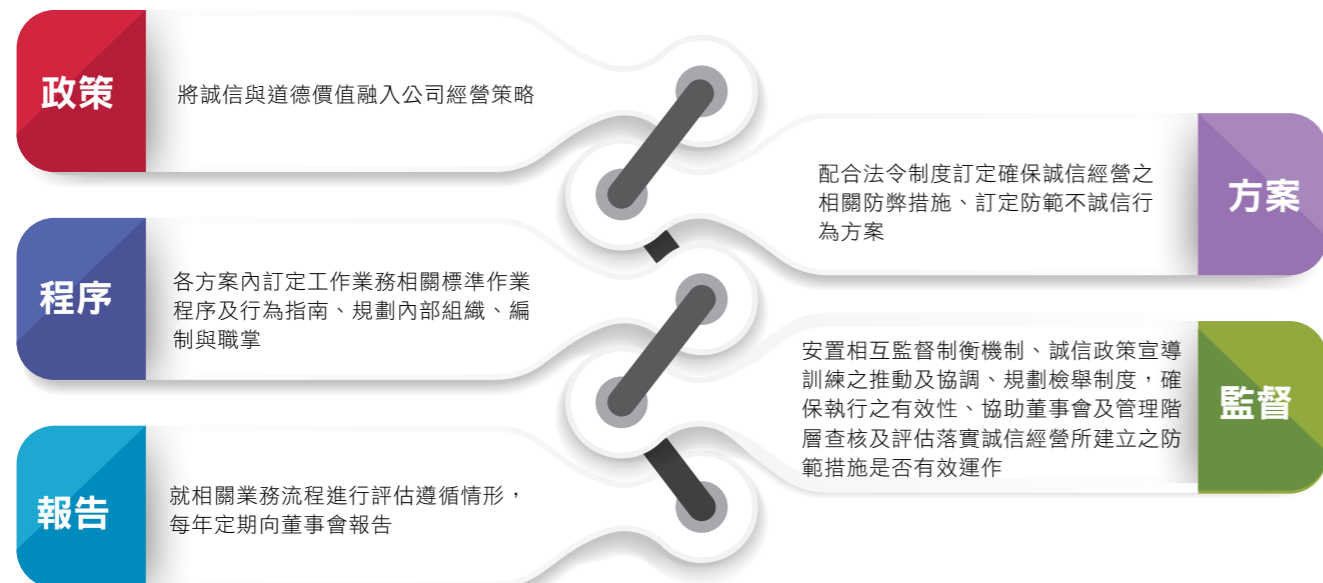 政策
將誠信與道德價值融入公司經營策略
方案
配合法令制度訂定確保誠信經營之
相關防弊措施、訂定防範不誠信行
為方案
程序
各方案內訂定工作業務相關標準作業
程序及行為指南、規劃內部組織、編
制與職掌
監督
安置相互監督制衡機制、誠信政策宣導
訓練之推動及協調、規劃檢舉制度，確
保執行之有效性、協助董事會及管理階
層查核及評估落實誠信經營所建立之防
範措施是否有效運作
報告
就相關業務流程進行評估遵循情形，
每年定期向董事會報告